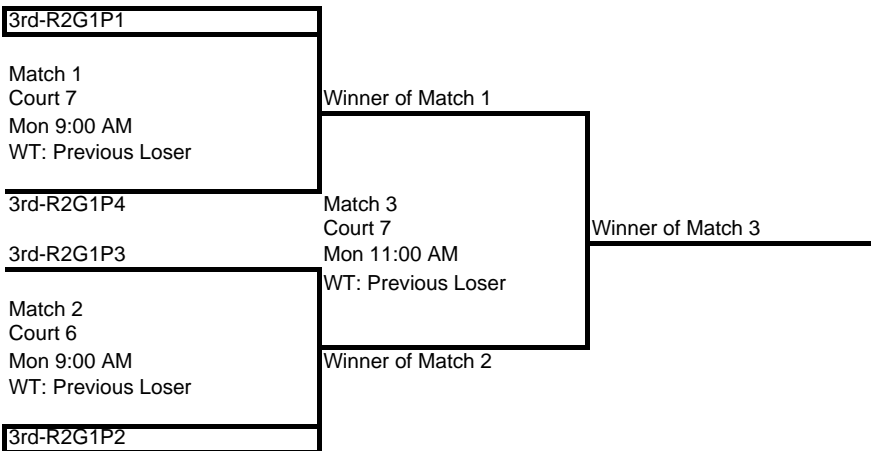 3rd-R2G1P1
Match 1
Court 7
Mon 9:00 AM
WT: Previous Loser
3rd-R2G1P4
Winner of Match 1
Match 3
Court 7
Mon 11:00 AM
WT: Previous Loser
Winner of Match 3
3rd-R2G1P3
Match 2
Court 6
Mon 9:00 AM
WT: Previous Loser
3rd-R2G1P2
Winner of Match 2